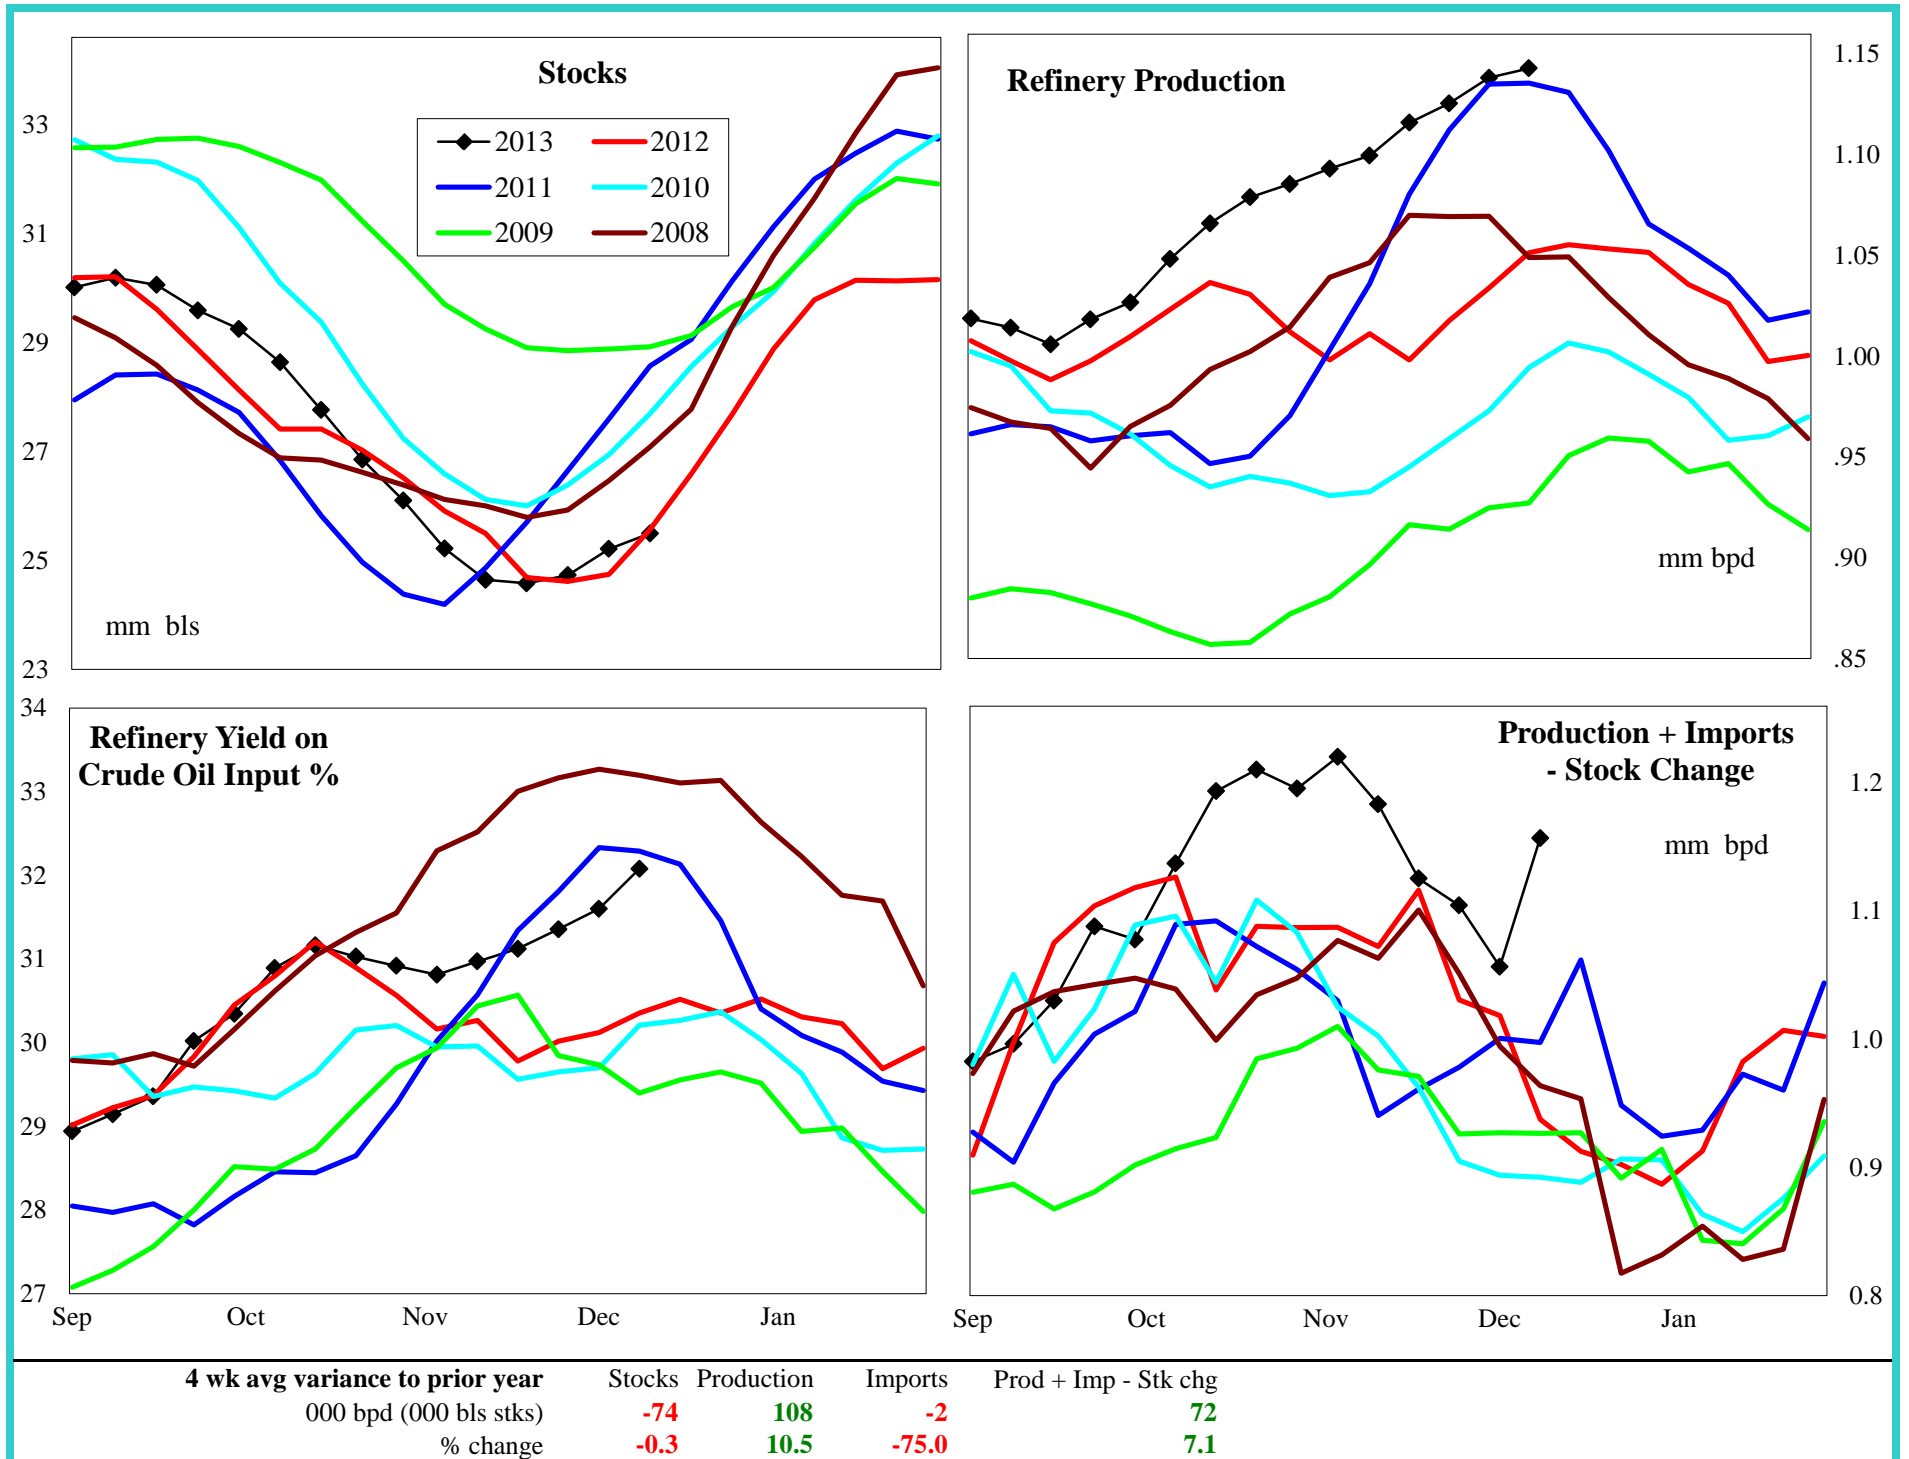 Stocks
33
31
29
27
25
23
2013 2012
2011 2010
2009 2008
mm bls
Refinery Production
1.15
1.10
1.05
1.00
.95
.90
.85
mm bpd
Refinery Yield on
Crude Oil Input %
34
33
32
31
30
29
28
27
Sep Oct Nov Dec Jan
Production + Imports
- Stock Change
mm bpd
1.2
1.1
1.0
0.9
0.8
Sep Oct Nov Dec Jan
4 wk avg variance to prior year Stocks Production Imports Prod + Imp - Stk chg
000 bpd (000 bls stks) -74 108 -2 72
% change -0.3 10.5 -75.0 7.1